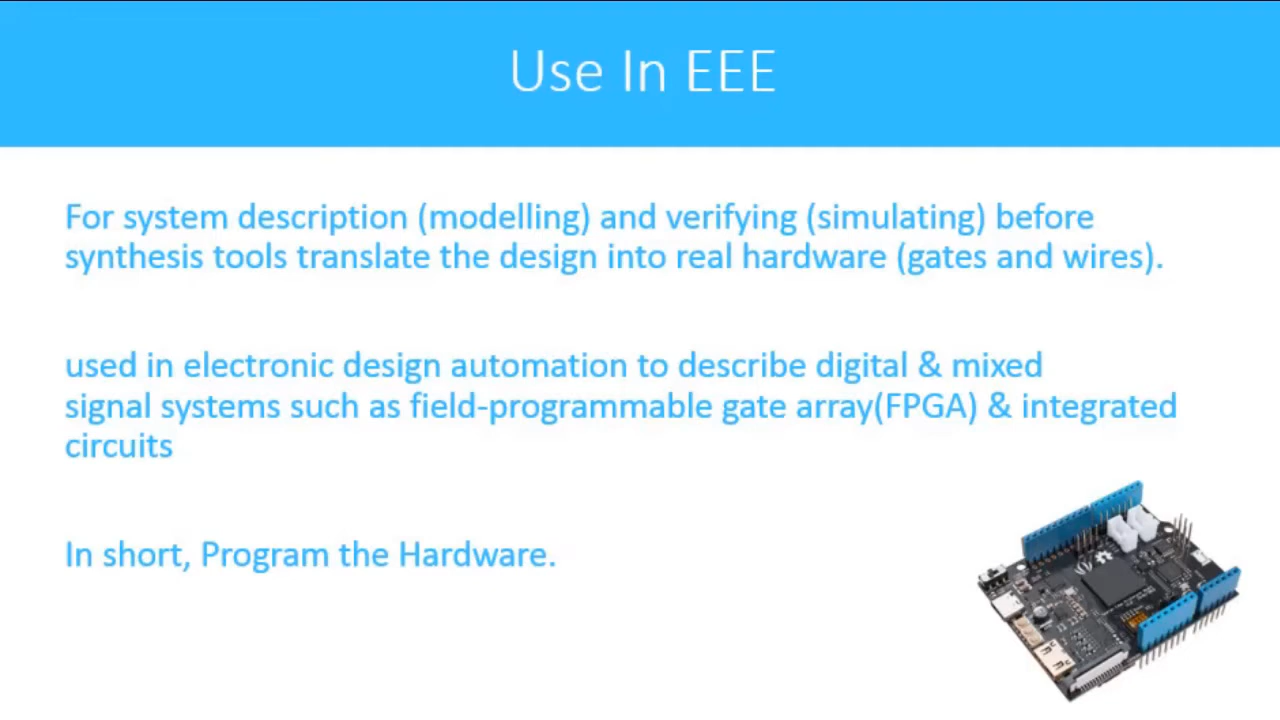 Use In EEE
For system description (modelling) and verifying (simulating) before
synthesis tools translate the design into real hardware (gates and wires).
used in electronic design automation to describe digital & mixed
signal systems such as field-programmable gate array(FPGA) & integrated
circuits
In short, Program the Hardware.